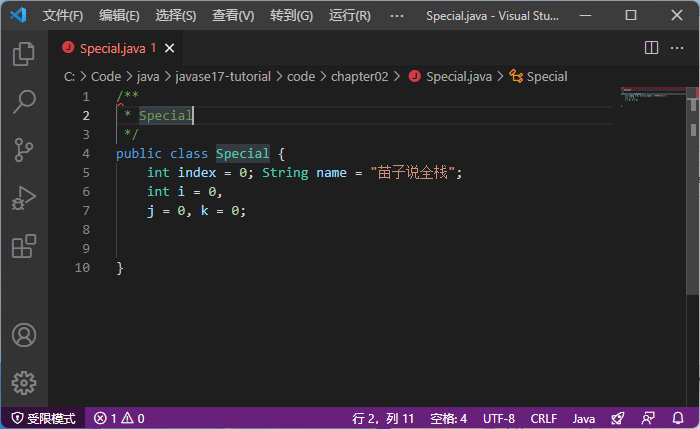 文件(F) 编辑(E) 选择(S) 查看(V) 转到(G) 运行(R) ··· Special.java - Visual Stu...
Special.java 1
C: > Code > java > javase17-tutorial > code > chapter02 > Special.java > Special
1 /**
2 * Special
3 */
4 public class Special {
5 int index = 0; String name = "苗子说全栈";
6 int i = 0,
7 j = 0, k = 0;
8
9
10 }
受限模式 1 0 行 2，列 11 空格: 4 UTF-8 CRLF Java